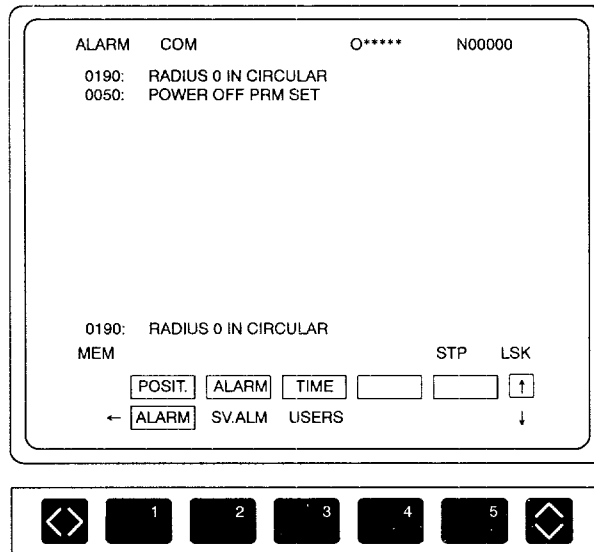 ALARM COM O***** N00000
0190: RADIUS 0 IN CIRCULAR
0050: POWER OFF PRM SET
0190: RADIUS 0 IN CIRCULAR
MEM STP LSK
POSIT. ALARM TIME ↑
← ALARM SV.ALM USERS ↓
1 2 3 4 5